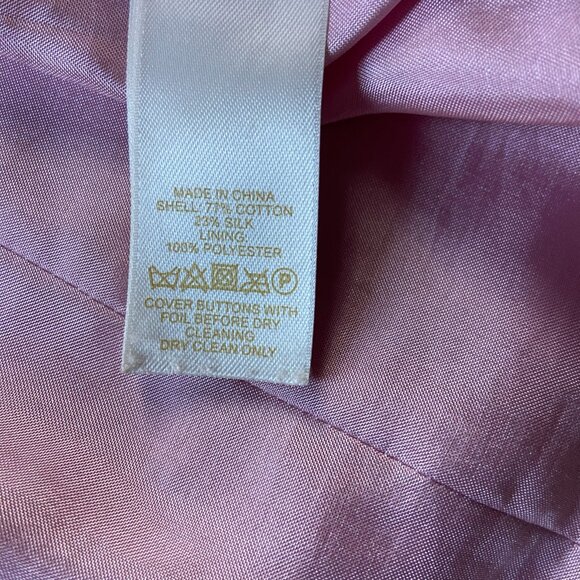 MADE IN CHINA
SHELL: 77% COTTON
23% SILK
LINING:
100% POLYESTER
P
COVER BUTTONS WITH
FOIL BEFORE DRY
CLEANING
DRY CLEAN ONLY